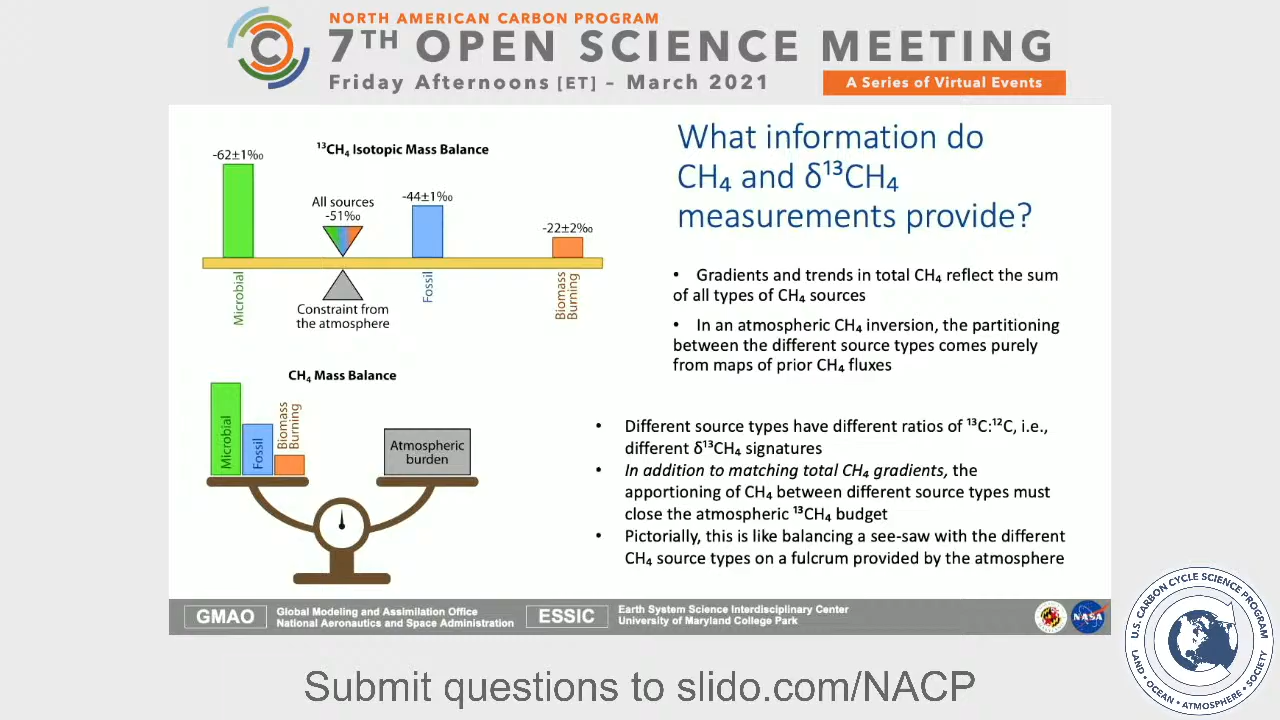 NORTH AMERICAN CARBON PROGRAM
7TH OPEN SCIENCE MEETING
Friday Afternoons [ET] – March 2021
A Series of Virtual Events
What information do
CH₄ and δ¹³CH₄
measurements provide?
• Gradients and trends in total CH₄ reflect the sum
of all types of CH₄ sources
• In an atmospheric CH₄ inversion, the partitioning
between the different source types comes purely
from maps of prior CH₄ fluxes
¹³CH₄ Isotopic Mass Balance
-62±1‰
All sources
-51‰
-44±1‰
-22±2‰
Microbial
Constraint from
the atmosphere
Fossil
Biomass
Burning
CH₄ Mass Balance
Microbial
Fossil
Biomass
Burning
Atmospheric
burden
• Different source types have different ratios of ¹³C:¹²C, i.e.,
different δ¹³CH₄ signatures
• In addition to matching total CH₄ gradients, the
apportioning of CH₄ between different source types must
close the atmospheric ¹³CH₄ budget
• Pictorially, this is like balancing a see-saw with the different
CH₄ source types on a fulcrum provided by the atmosphere
GMAO
Global Modeling and Assimilation Office
National Aeronautics and Space Administration
ESSIC
Earth System Science Interdisciplinary Center
University of Maryland College Park
NASA
U.S. CARBON CYCLE SCIENCE PROGRAM
LAND • OCEAN • ATMOSPHERE • SOCIETY
Submit questions to slido.com/NACP